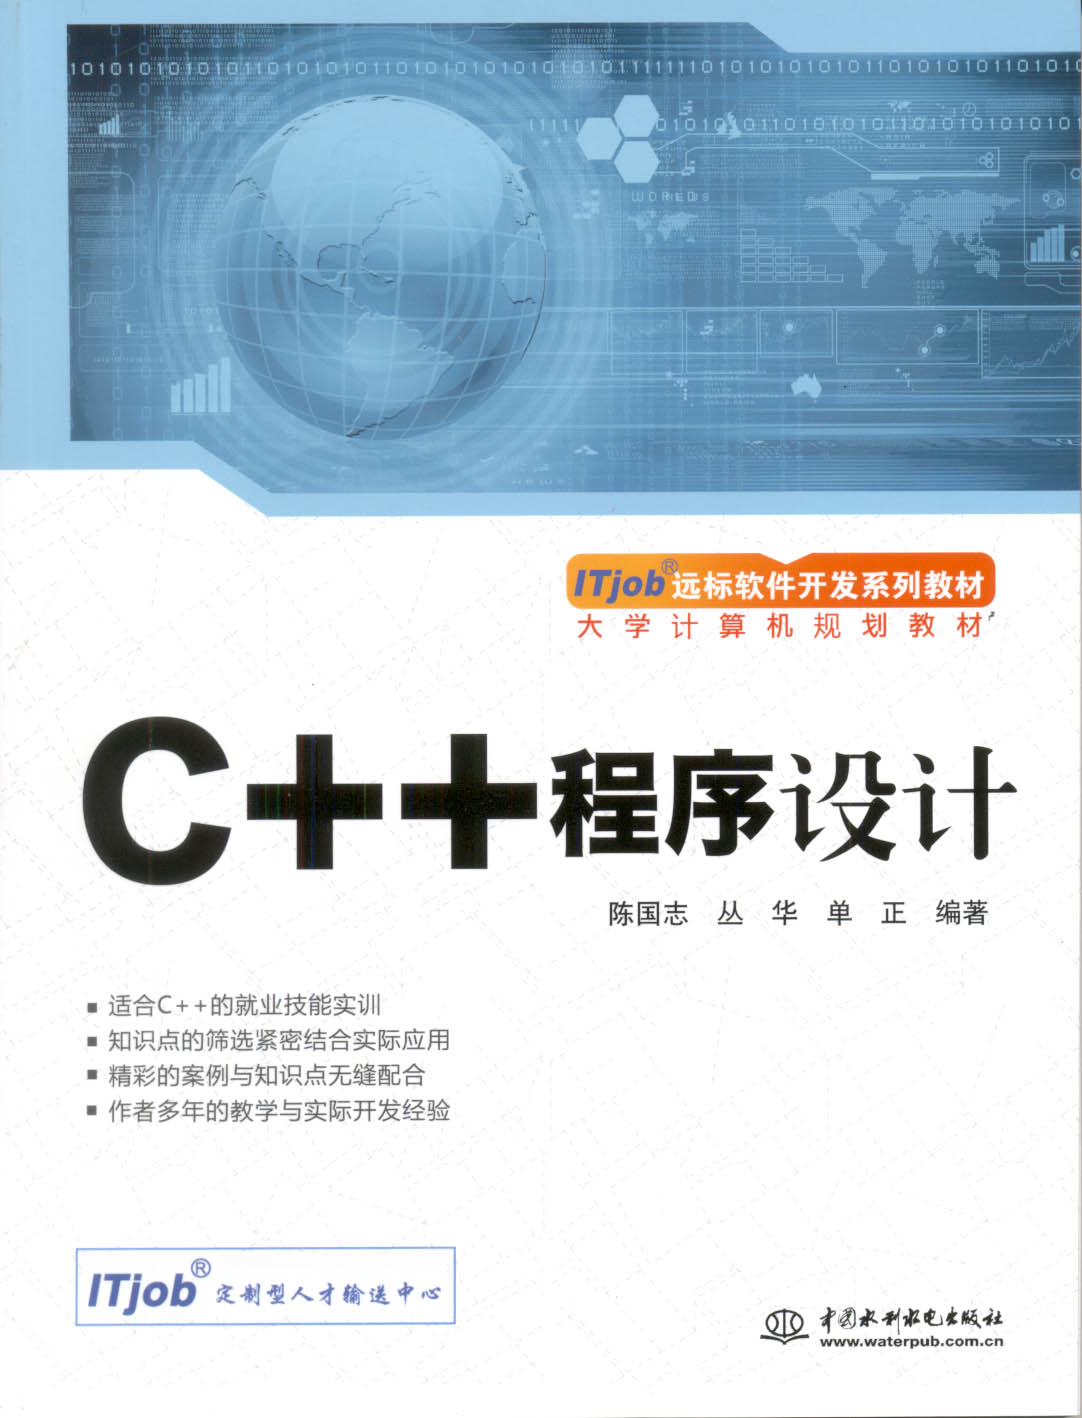 1010101010101101010101101010101010101111111010101010110101010110101
WORLEDS
ITjob®远标软件开发系列教材
大学计算机规划教材
C++程序设计
陈国志 丛华 单正 编著
■ 适合C++的就业技能实训
■ 知识点的筛选紧密结合实际应用
■ 精彩的案例与知识点无缝配合
■ 作者多年的教学与实际开发经验
ITjob® 定制型人才输送中心
中国水利水电出版社
www.waterpub.com.cn